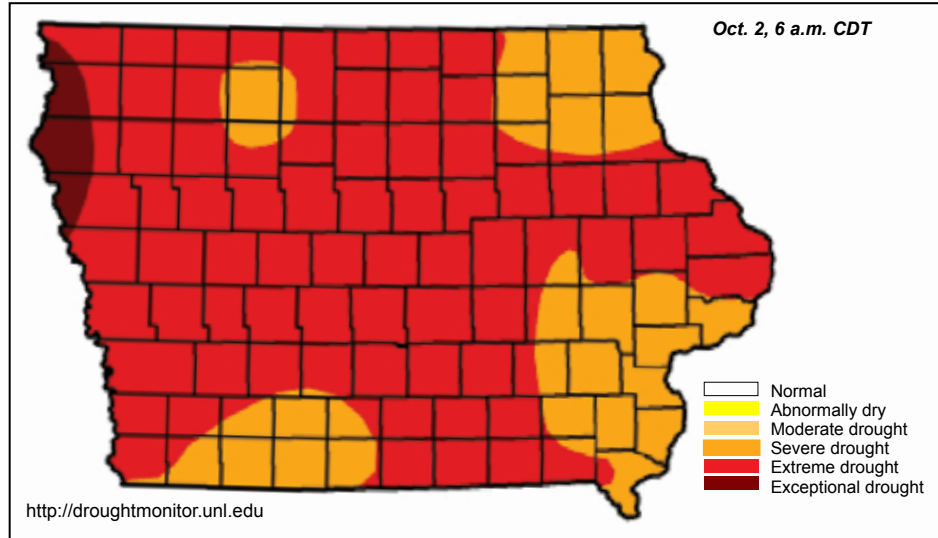 Oct. 2, 6 a.m. CDT
Normal
Abnormally dry
Moderate drought
Severe drought
Extreme drought
Exceptional drought
http://droughtmonitor.unl.edu